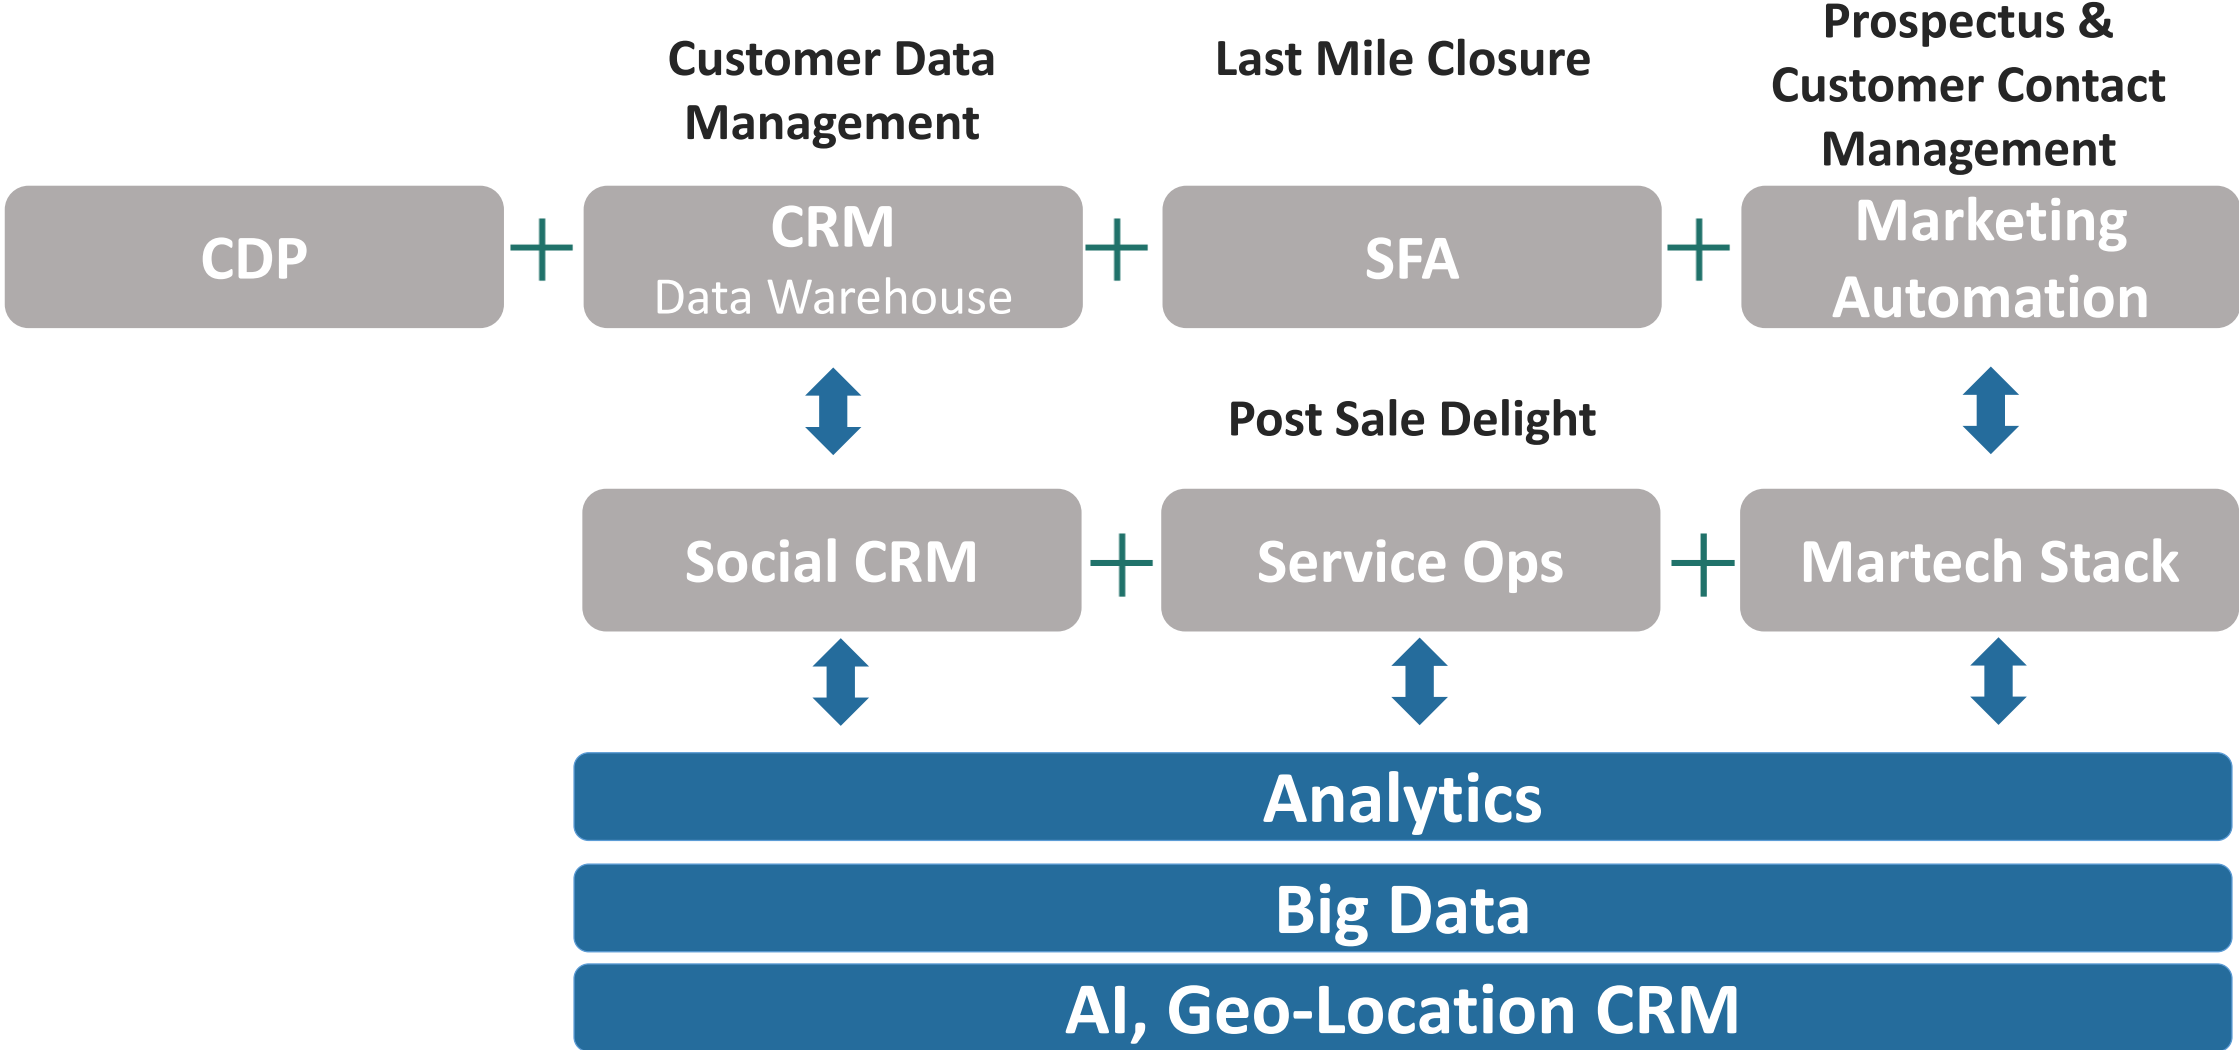 Customer Data
Management
Last Mile Closure
Prospectus &
Customer Contact
Management
CDP
CRM
Data Warehouse
SFA
Marketing
Automation
Post Sale Delight
Social CRM
Service Ops
Martech Stack
Analytics
Big Data
AI, Geo-Location CRM